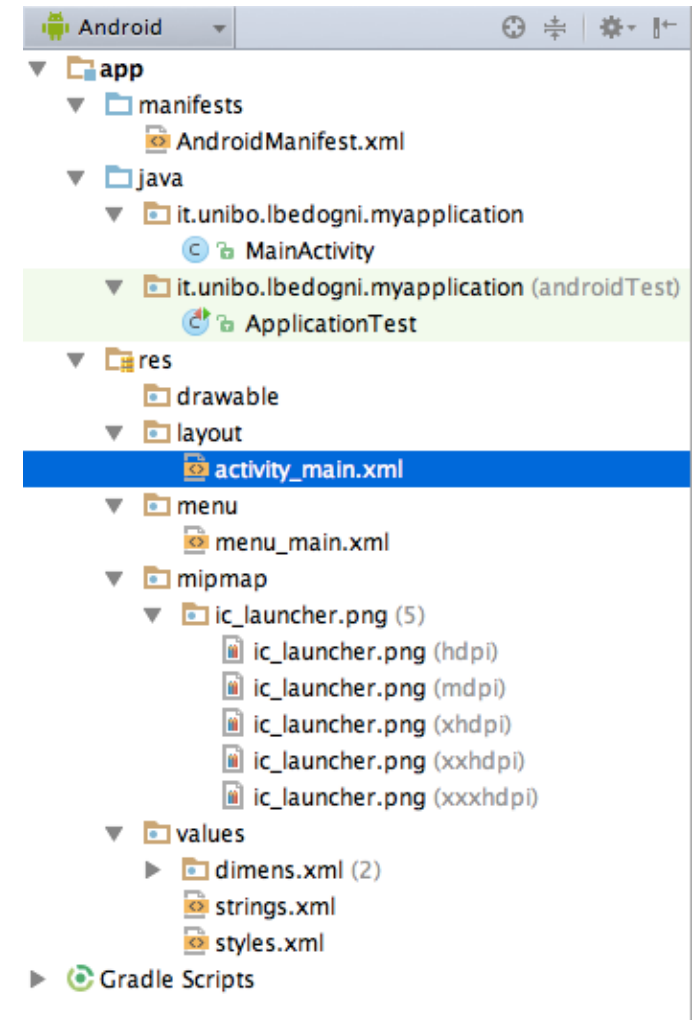 Android
app
manifests
AndroidManifest.xml
java
it.unibo.lbedogni.myapplication
MainActivity
it.unibo.lbedogni.myapplication (androidTest)
ApplicationTest
res
drawable
layout
activity_main.xml
menu
menu_main.xml
mipmap
ic_launcher.png (5)
ic_launcher.png (hdpi)
ic_launcher.png (mdpi)
ic_launcher.png (xhdpi)
ic_launcher.png (xxhdpi)
ic_launcher.png (xxxhdpi)
values
dimens.xml (2)
strings.xml
styles.xml
Gradle Scripts